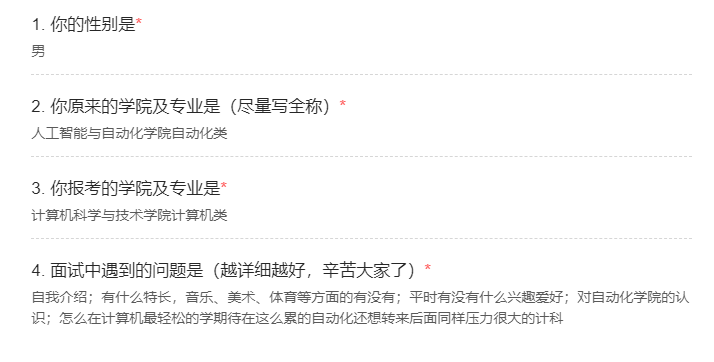 1. 你的性别是*
男
2. 你原来的学院及专业是（尽量写全称）*
人工智能与自动化学院自动化类
3. 你报考的学院及专业是*
计算机科学与技术学院计算机类
4. 面试中遇到的问题是（越详细越好，辛苦大家了）*
自我介绍；有什么特长，音乐、美术、体育等方面的有没有；平时有没有什么兴趣爱好；对自动化学院的认
识；怎么在计算机最轻松的学期待在这么累的自动化还想转来后面同样压力很大的计科